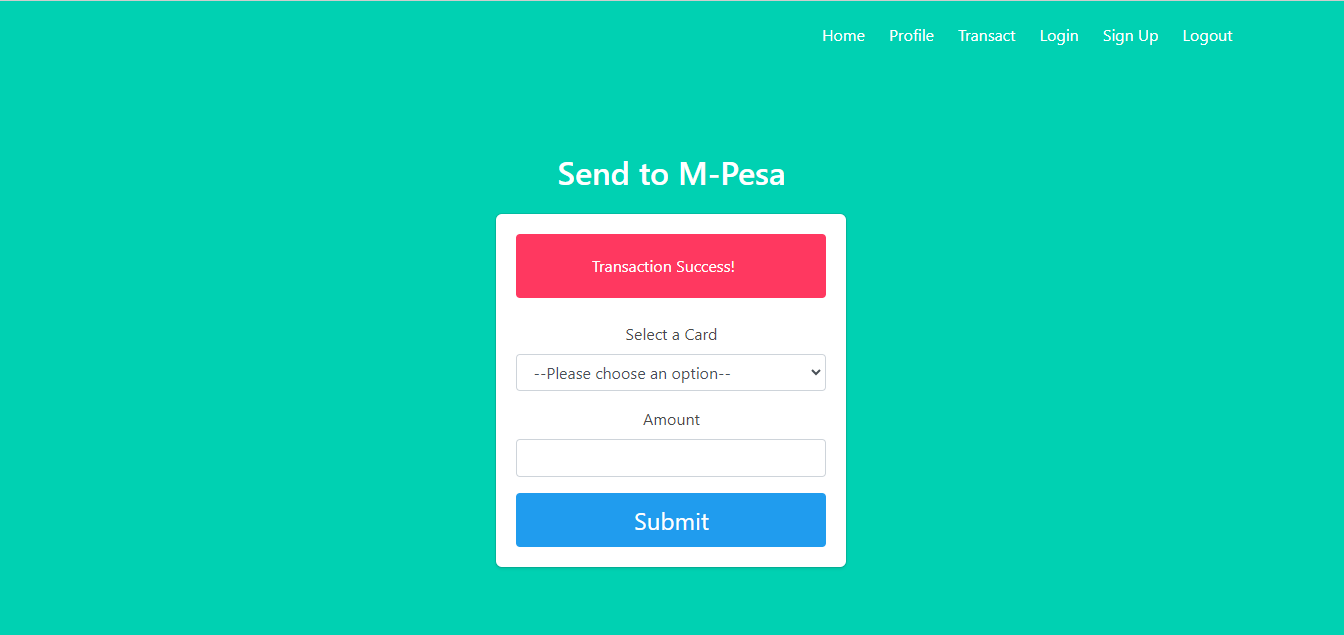 Home Profile Transact Login Sign Up Logout
Send to M-Pesa
Transaction Success!
Select a Card
--Please choose an option--
Amount
Submit